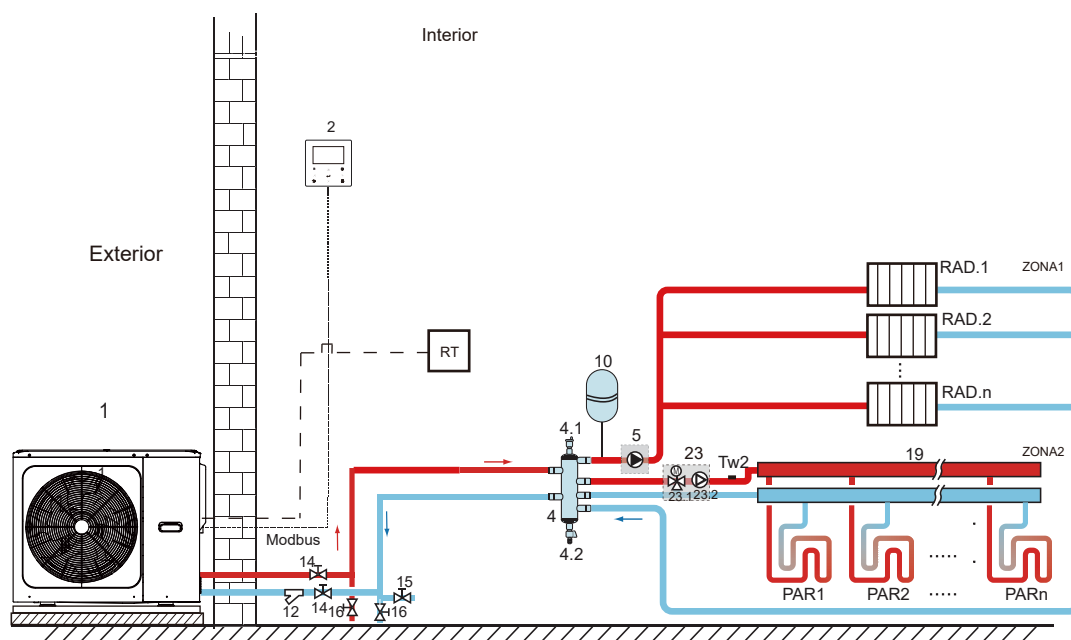 Interior
2
Exterior
RAD.1
ZONA1
RAD.2
RT
10
RAD.n
1
4.1
5
23
M
Tw2
19
ZONA2
1
23.1
23.2
4
4.2
Modbus
14
15
12
14
16
16
PAR1
PAR2
PARn